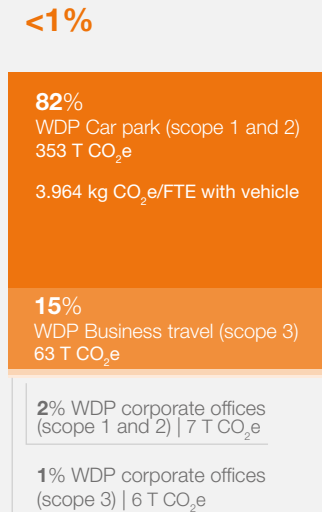 <1%
82%
WDP Car park (scope 1 and 2)
353 T CO₂e
3.964 kg CO₂e/FTE with vehicle
15%
WDP Business travel (scope 3)
63 T CO₂e
2% WDP corporate offices
(scope 1 and 2) | 7 T CO₂e
1% WDP corporate offices
(scope 3) | 6 T CO₂e